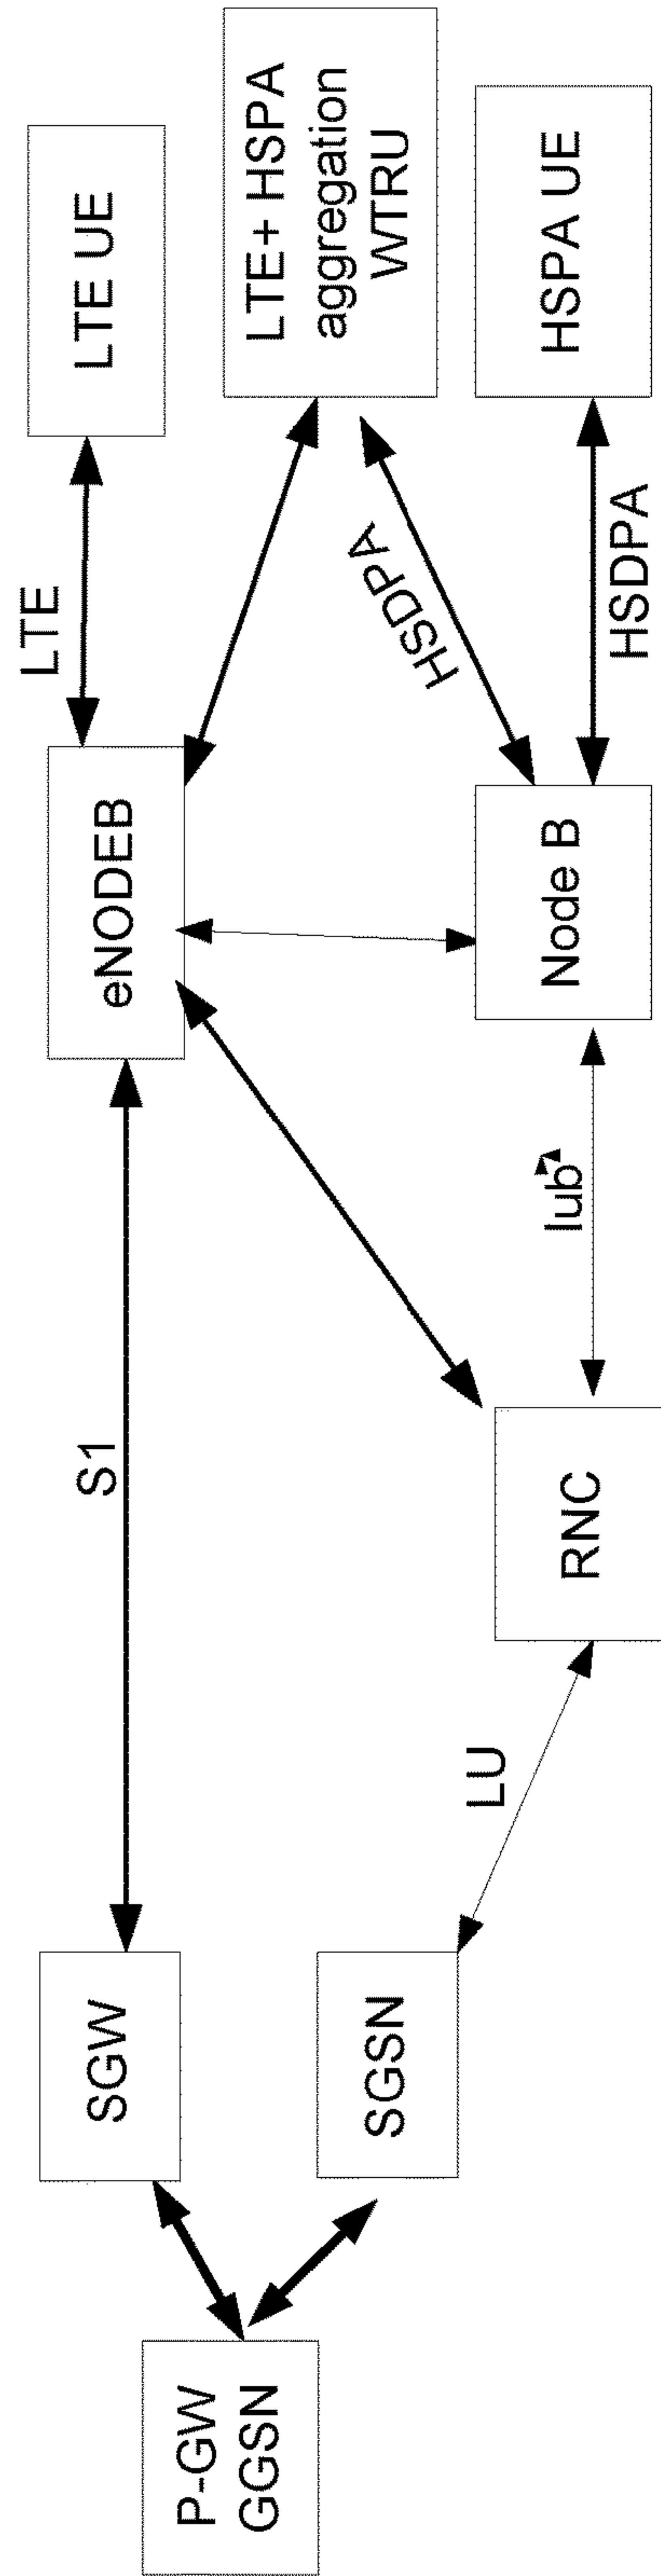 P-GW
GGSN
SGW
SGSN
S1
LU
RNC
Iub
eNODEB
Node B
LTE
HSDPA
HSDPA
LTE UE
LTE+ HSPA
aggregation
WTRU
HSPA UE